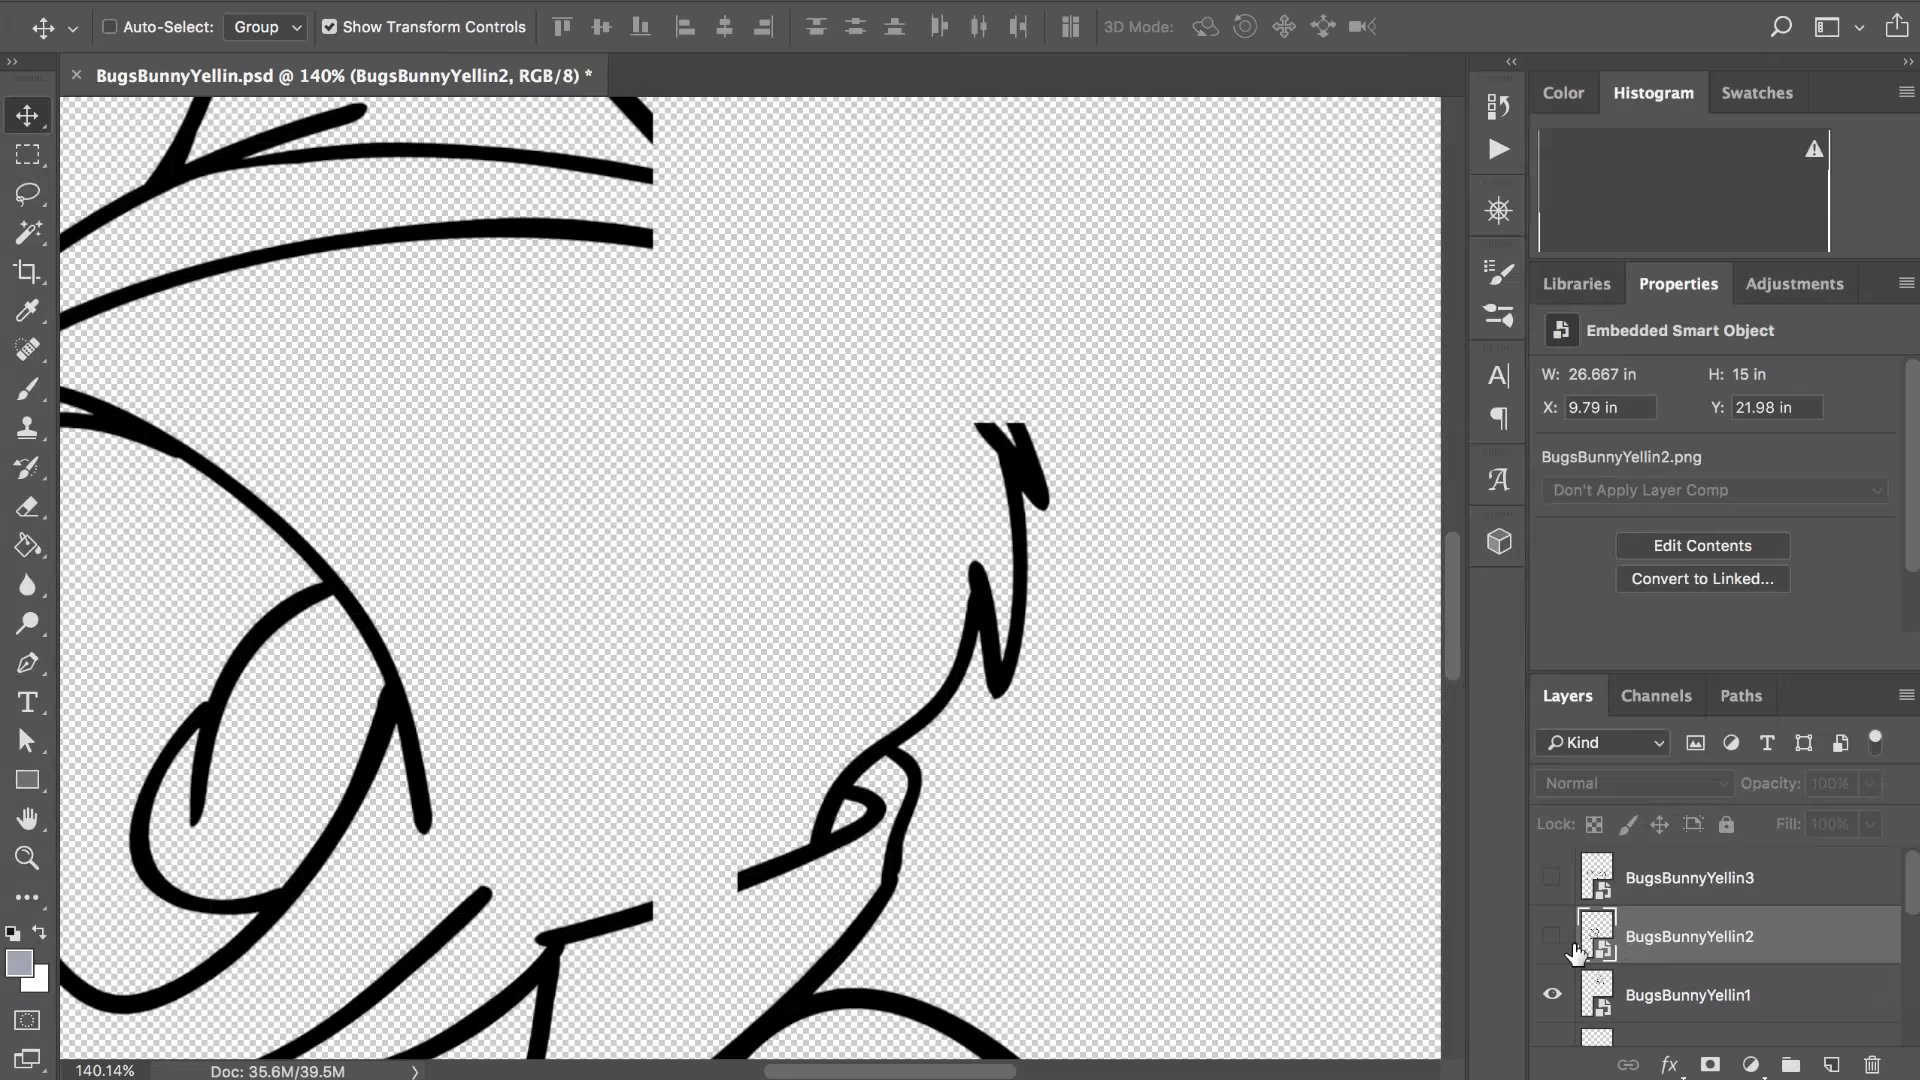 Auto-Select: Group Show Transform Controls 3D Mode:
BugsBunnyYellin.psd @ 140% (BugsBunnyYellin2, RGB/8) *
Color Histogram Swatches
Libraries Properties Adjustments
Embedded Smart Object
W: 26.667 in H: 15 in
X: 9.79 in Y: 21.98 in
BugsBunnyYellin2.png
Don't Apply Layer Comp
Edit Contents
Convert to Linked...
Layers Channels Paths
Kind
Normal Opacity: 100%
Lock: Fill: 100%
BugsBunnyYellin3
BugsBunnyYellin2
BugsBunnyYellin1
140.14% Doc: 35.6M/39.5M